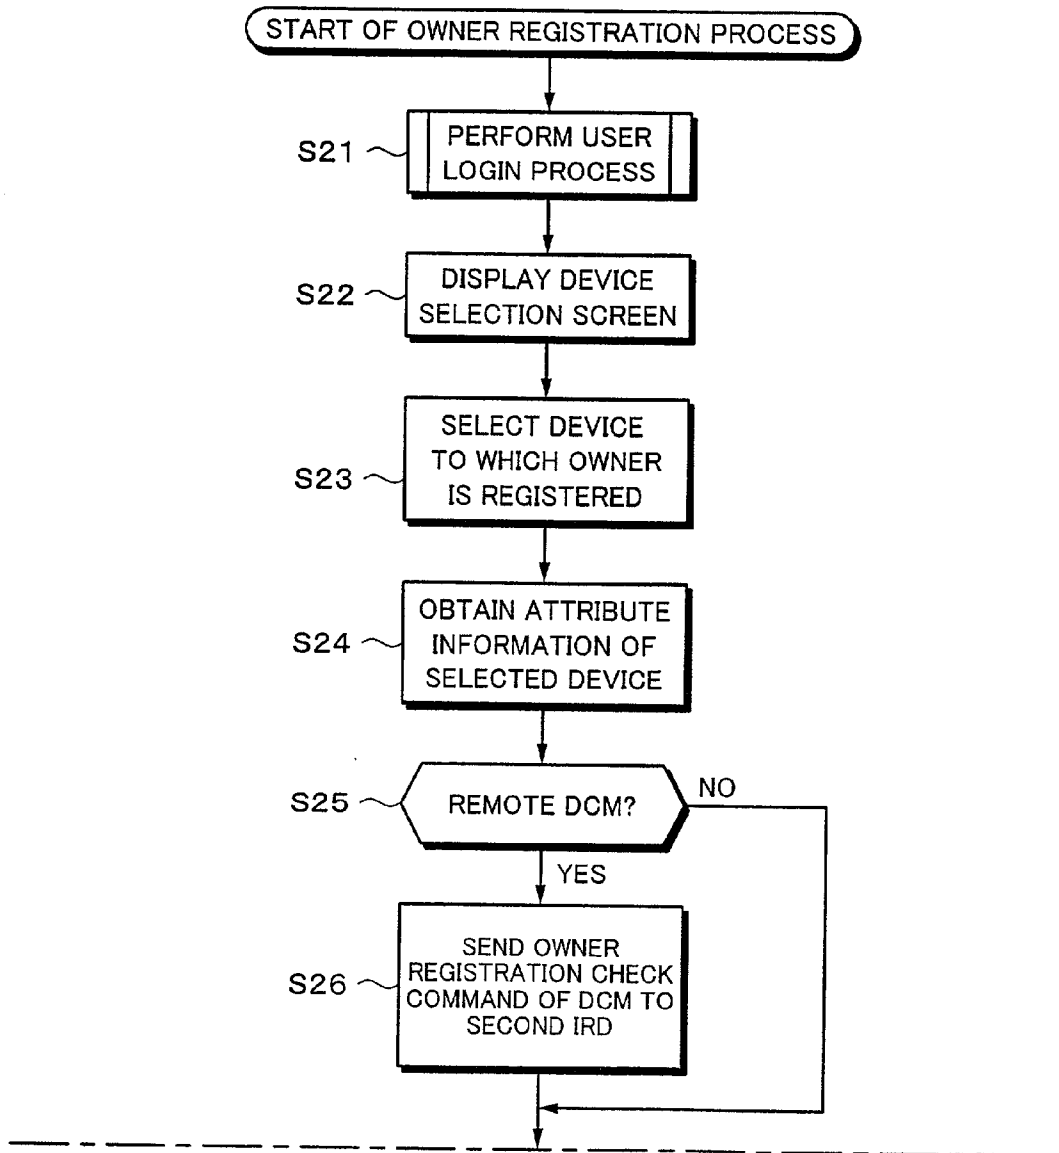 START OF OWNER REGISTRATION PROCESS
S21
PERFORM USER
LOGIN PROCESS
S22
DISPLAY DEVICE
SELECTION SCREEN
S23
SELECT DEVICE
TO WHICH OWNER
IS REGISTERED
S24
OBTAIN ATTRIBUTE
INFORMATION OF
SELECTED DEVICE
S25
REMOTE DCM?
NO
YES
S26
SEND OWNER
REGISTRATION CHECK
COMMAND OF DCM TO
SECOND IRD